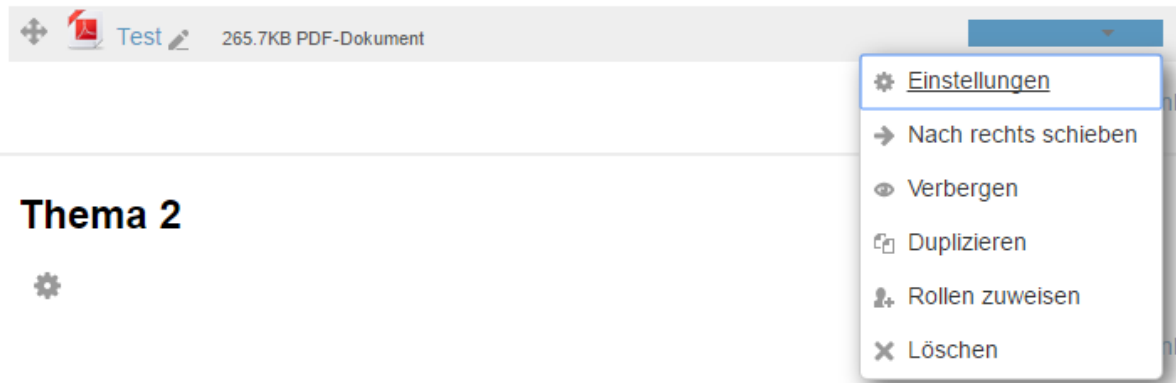 Test 265.7KB PDF-Dokument
Einstellungen
Nach rechts schieben
Verbergen
Thema 2
Duplizieren
Rollen zuweisen
Löschen